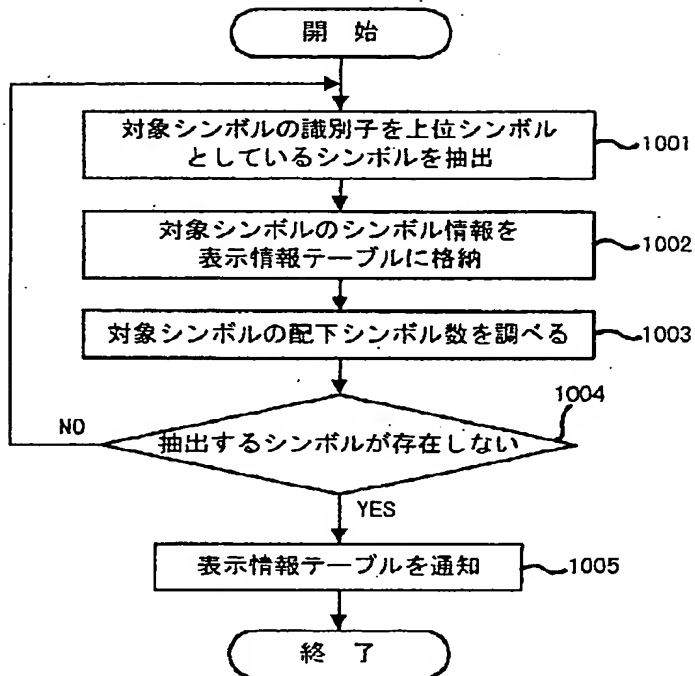 開 始
対象シンボルの識別子を上位シンボル
としているシンボルを抽出
1001
対象シンボルのシンボル情報を
表示情報テーブルに格納
1002
対象シンボルの配下シンボル数を調べる
1003
1004
NO
抽出するシンボルが存在しない
YES
表示情報テーブルを通知
1005
終 了